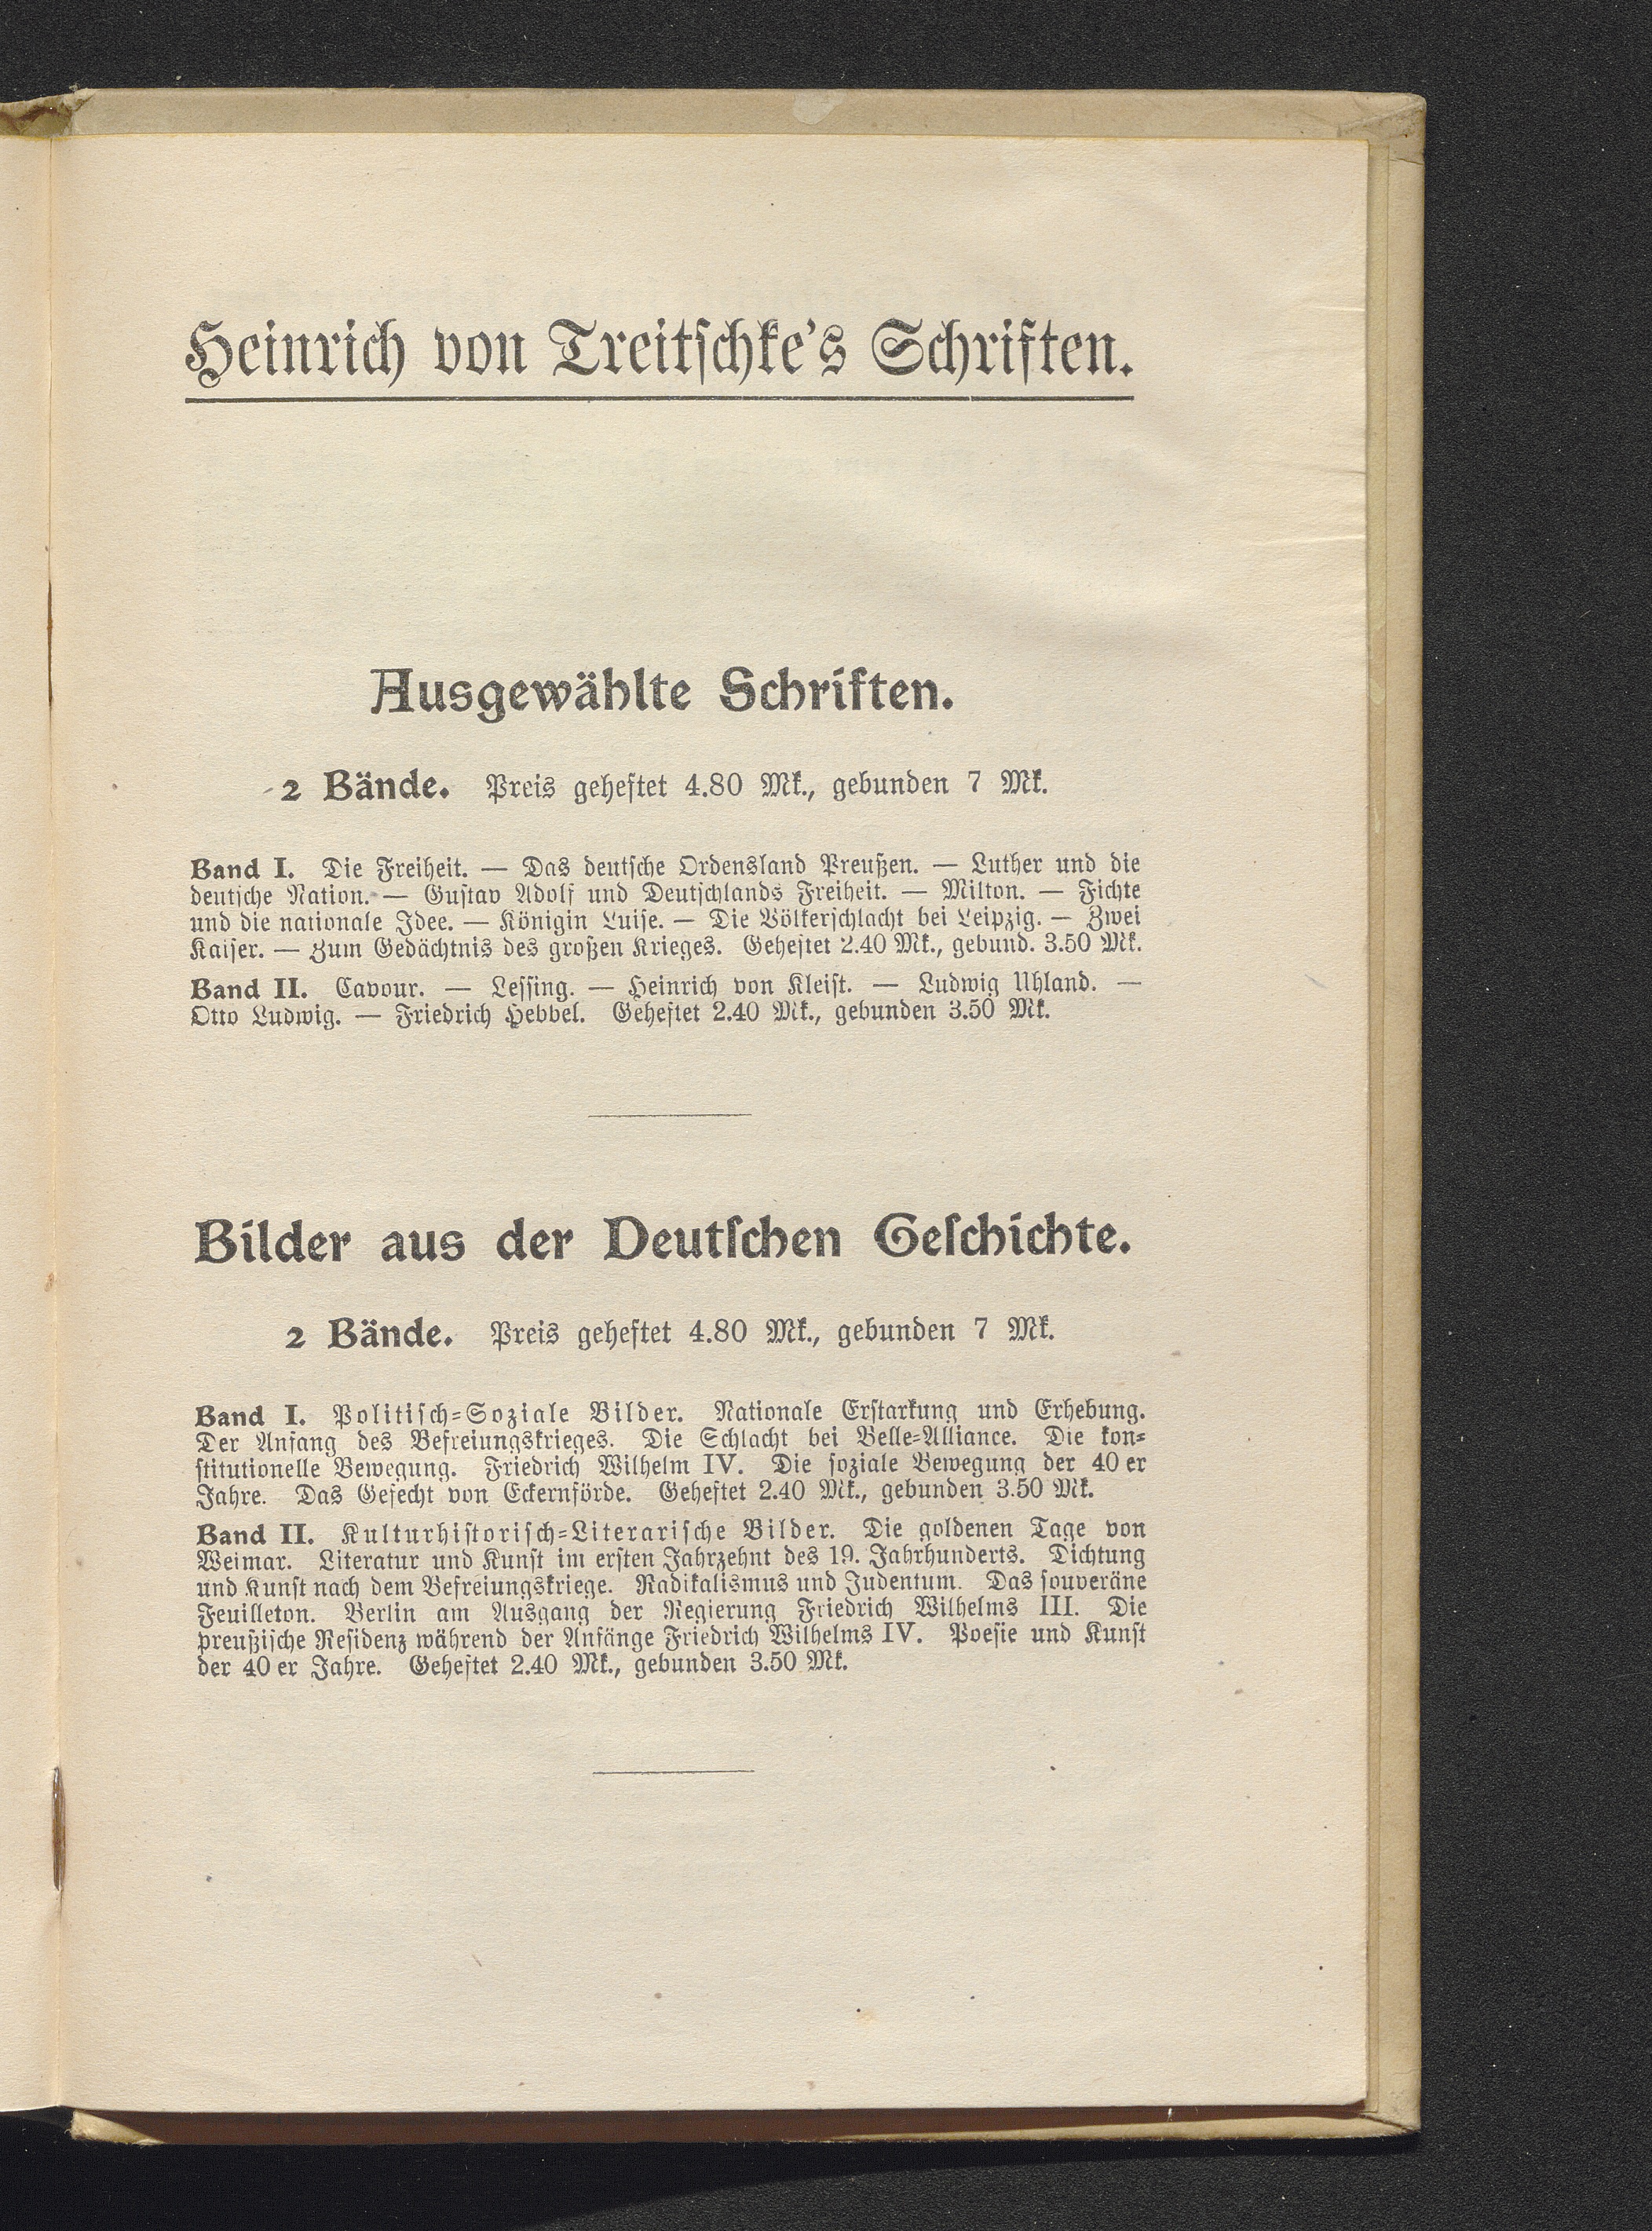 Heinrich von Treitschke's Schriften.
Ausgewählte Schriften.
2 Bände. Preis geheftet 4.80 Mk., gebunden 7 Mk.
Band I. Die Freiheit. — Das deutsche Ordensland Preußen. — Luther und die
deutsche Nation. — Gustav Adolf und Deutschlands Freiheit. — Milton. — Fichte
und die nationale Idee. — Königin Luise. — Die Völkerschlacht bei Leipzig. — Zwei
Kaiser. — Zum Gedächtnis des großen Krieges. Geheftet 2.40 Mk., gebund. 3.50 Mk.
Band II. Cavour. — Lessing. — Heinrich von Kleist. — Ludwig Uhland. —
Otto Ludwig. — Friedrich Hebbel. Geheftet 2.40 Mk., gebunden 3.50 Mk.
Bilder aus der Deutschen Geschichte.
2 Bände. Preis geheftet 4.80 Mk., gebunden 7 Mk.
Band I. Politisch-Soziale Bilder. Nationale Erstarkung und Erhebung.
Der Anfang des Befreiungskrieges. Die Schlacht bei Belle-Alliance. Die kon-
stitutionelle Bewegung. Friedrich Wilhelm IV. Die soziale Bewegung der 40 er
Jahre. Das Gefecht von Eckernförde. Geheftet 2.40 Mk., gebunden 3.50 Mk.
Band II. Kulturhistorisch-Literarische Bilder. Die goldenen Tage von
Weimar. Literatur und Kunst im ersten Jahrzehnt des 19. Jahrhunderts. Dichtung
und Kunst nach dem Befreiungskriege. Radikalismus und Judentum. Das souveräne
Feuilleton. Berlin am Ausgang der Regierung Friedrich Wilhelms III. Die
preußische Residenz während der Anfänge Friedrich Wilhelms IV. Poesie und Kunst
der 40 er Jahre. Geheftet 2.40 Mk., gebunden 3.50 Mk.